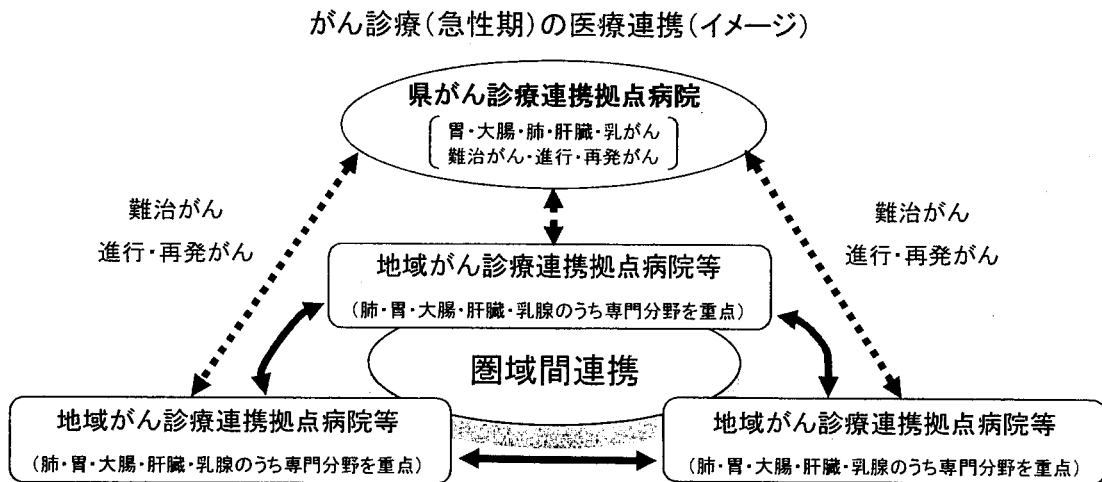 がん診療(急性期)の医療連携(イメージ)
県がん診療連携拠点病院
胃・大腸・肺・肝臓・乳がん
難治がん・進行・再発がん
難治がん
進行・再発がん
難治がん
進行・再発がん
地域がん診療連携拠点病院等
(肺・胃・大腸・肝臓・乳腺のうち専門分野を重点)
圏域間連携
地域がん診療連携拠点病院等
(肺・胃・大腸・肝臓・乳腺のうち専門分野を重点)
地域がん診療連携拠点病院等
(肺・胃・大腸・肝臓・乳腺のうち専門分野を重点)